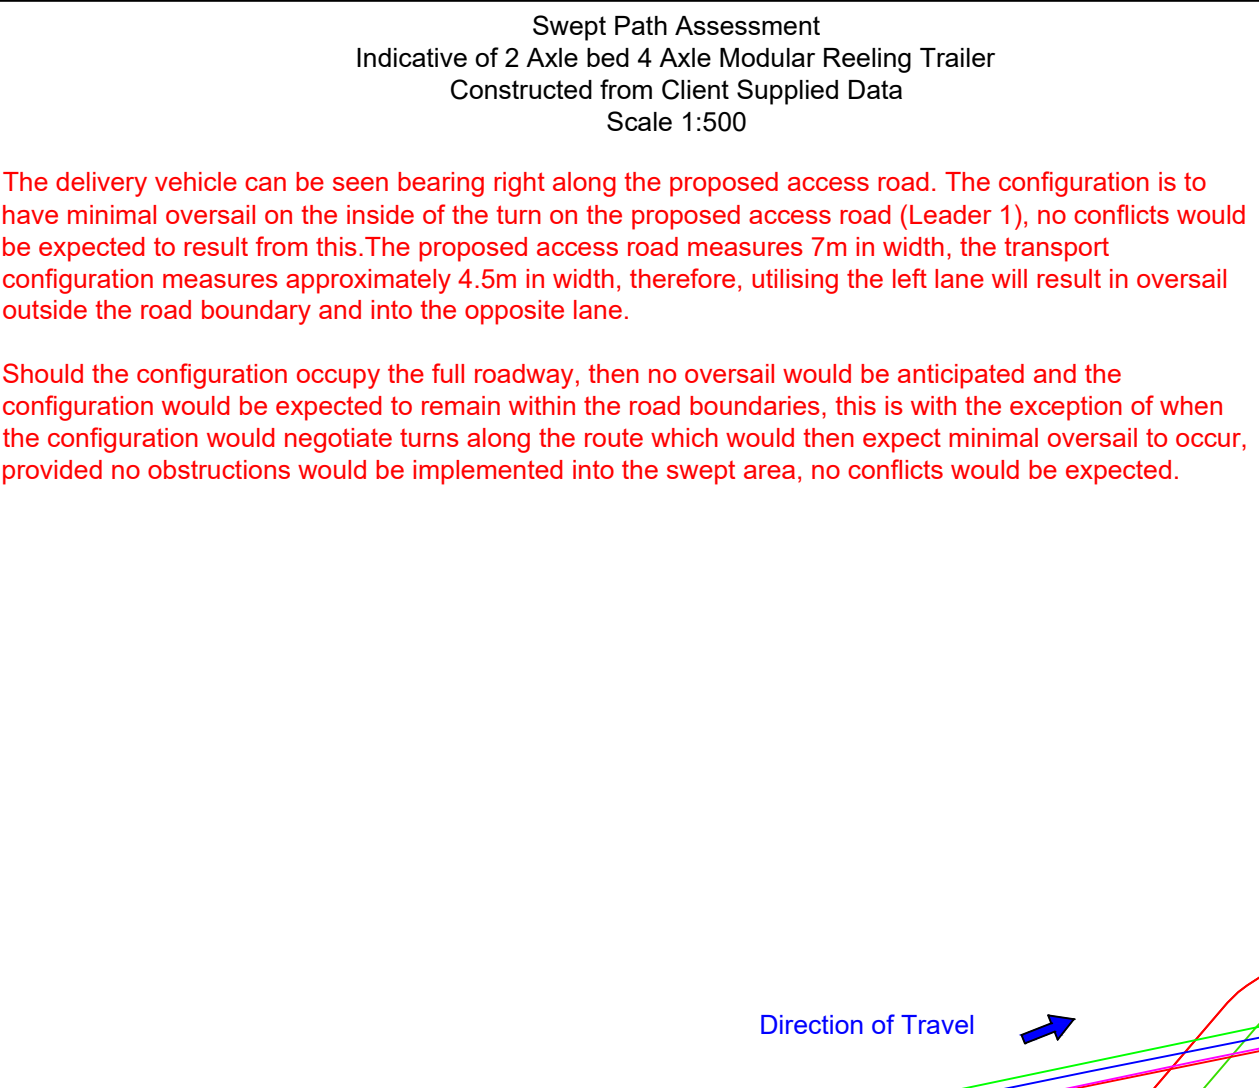 Swept Path Assessment
Indicative of 2 Axle bed 4 Axle Modular Reeling Trailer
Constructed from Client Supplied Data
Scale 1:500
The delivery vehicle can be seen bearing right along the proposed access road. The configuration is to
have minimal oversail on the inside of the turn on the proposed access road (Leader 1), no conflicts would
be expected to result from this.The proposed access road measures 7m in width, the transport
configuration measures approximately 4.5m in width, therefore, utilising the left lane will result in oversail
outside the road boundary and into the opposite lane.
Should the configuration occupy the full roadway, then no oversail would be anticipated and the
configuration would be expected to remain within the road boundaries, this is with the exception of when
the configuration would negotiate turns along the route which would then expect minimal oversail to occur,
provided no obstructions would be implemented into the swept area, no conflicts would be expected.
Direction of Travel